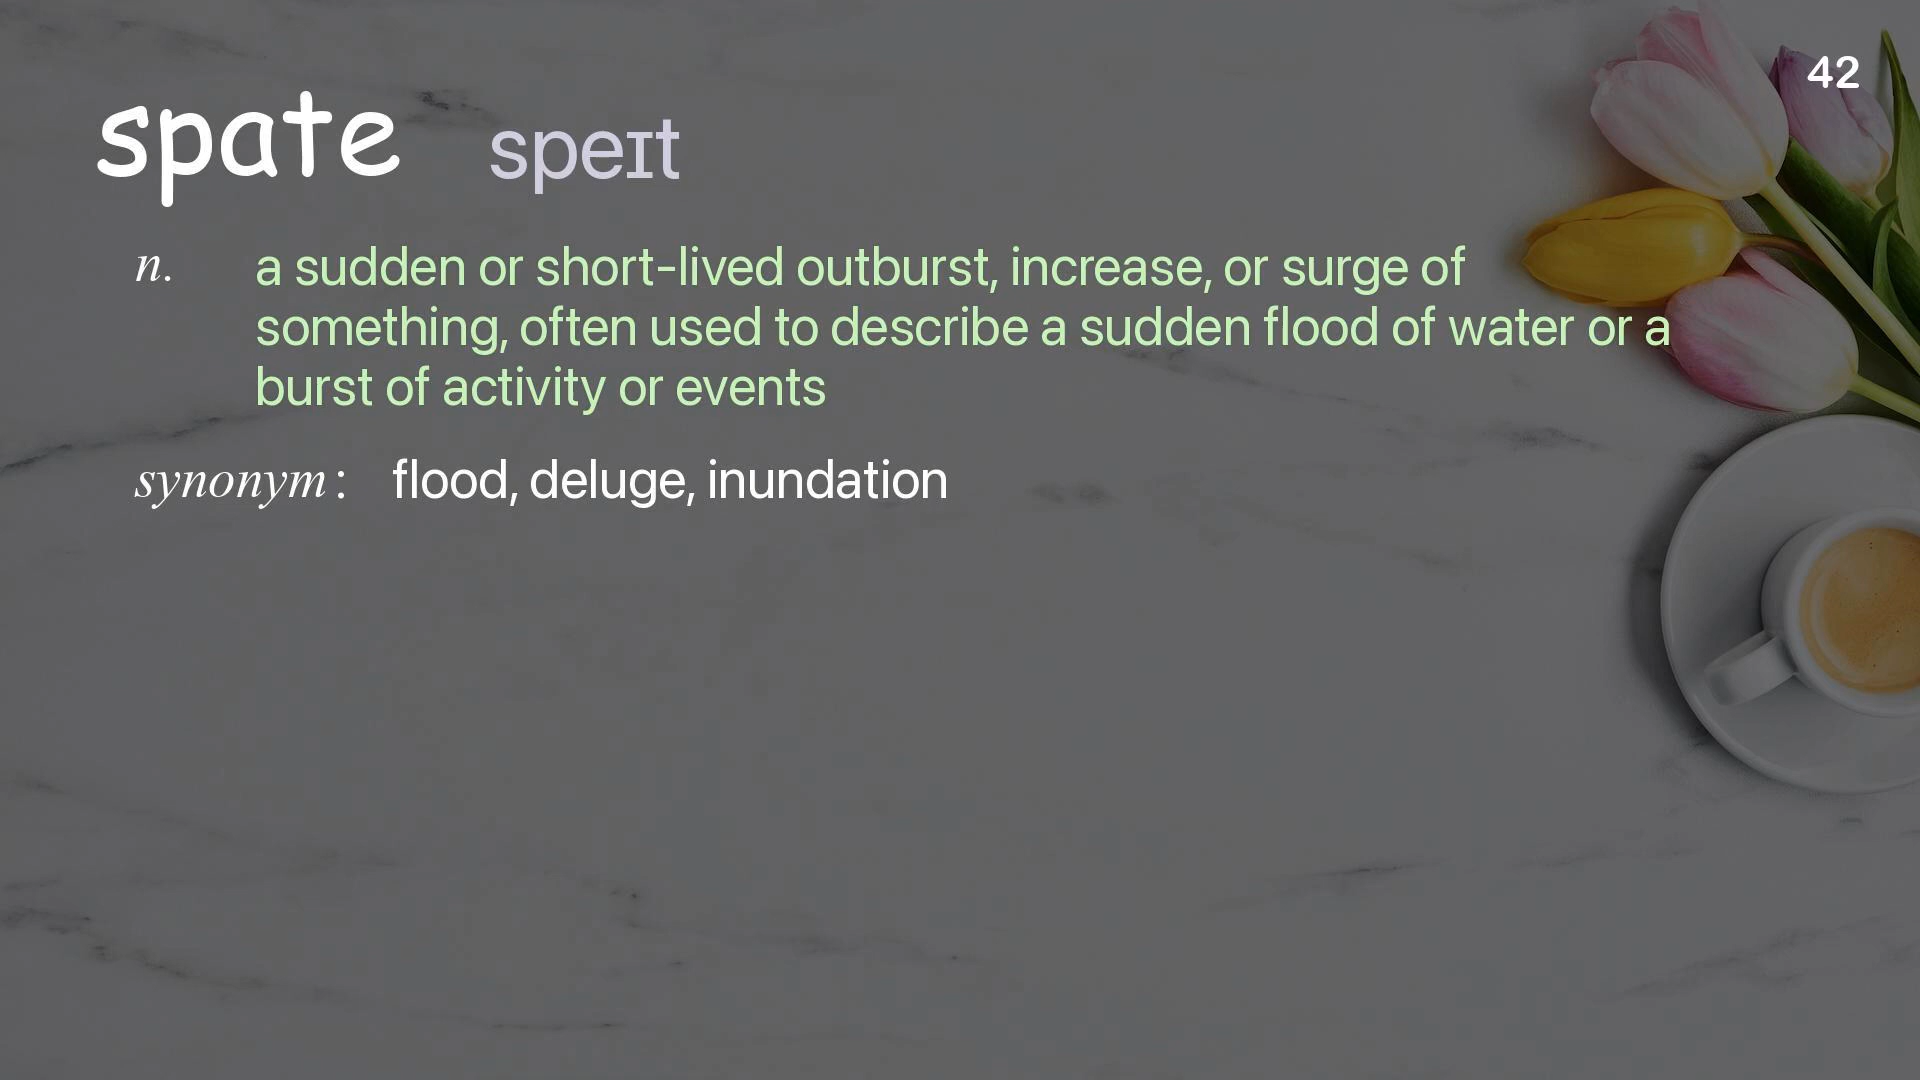 42
spate speɪt
n. a sudden or short-lived outburst, increase, or surge of
something, often used to describe a sudden flood of water or a
burst of activity or events
synonym: flood, deluge, inundation